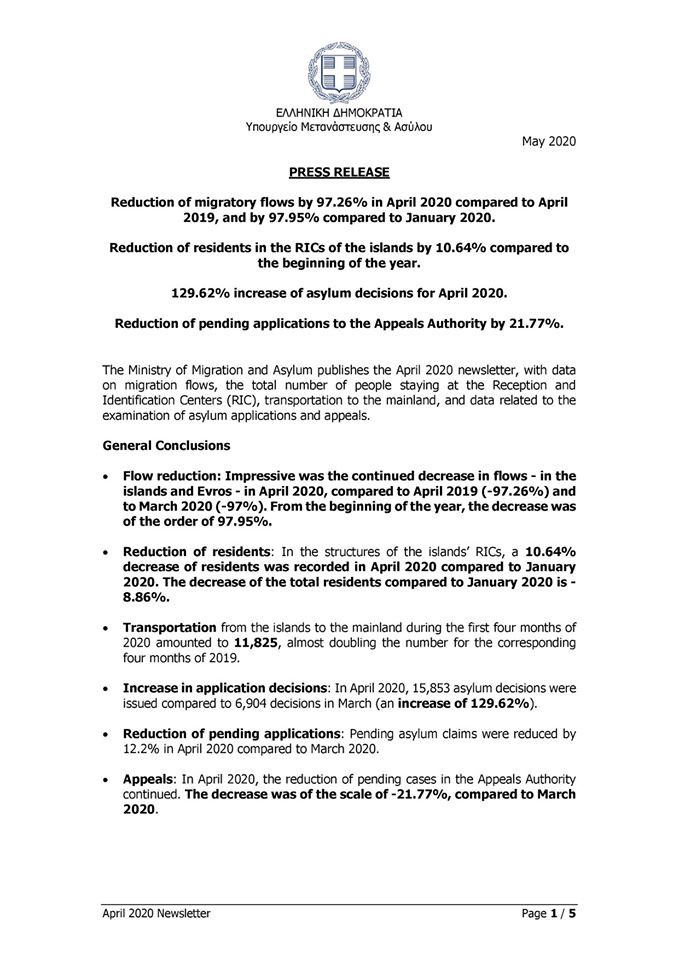 ΕΛΛΗΝΙΚΗ ΔΗΜΟΚΡΑΤΙΑ
Υπουργείο Μετανάστευσης & Ασύλου
May 2020
PRESS RELEASE
Reduction of migratory flows by 97.26% in April 2020 compared to April
2019, and by 97.95% compared to January 2020.
Reduction of residents in the RICs of the islands by 10.64% compared to
the beginning of the year.
129.62% increase of asylum decisions for April 2020.
Reduction of pending applications to the Appeals Authority by 21.77%.
The Ministry of Migration and Asylum publishes the April 2020 newsletter, with data
on migration flows, the total number of people staying at the Reception and
Identification Centers (RIC), transportation to the mainland, and data related to the
examination of asylum applications and appeals.
General Conclusions
• Flow reduction: Impressive was the continued decrease in flows - in the
islands and Evros - in April 2020, compared to April 2019 (-97.26%) and
to March 2020 (-97%). From the beginning of the year, the decrease was
of the order of 97.95%.
• Reduction of residents: In the structures of the islands’ RICs, a 10.64%
decrease of residents was recorded in April 2020 compared to January
2020. The decrease of the total residents compared to January 2020 is -
8.86%.
• Transportation from the islands to the mainland during the first four months of
2020 amounted to 11,825, almost doubling the number for the corresponding
four months of 2019.
• Increase in application decisions: In April 2020, 15,853 asylum decisions were
issued compared to 6,904 decisions in March (an increase of 129.62%).
• Reduction of pending applications: Pending asylum claims were reduced by
12.2% in April 2020 compared to March 2020.
• Appeals: In April 2020, the reduction of pending cases in the Appeals Authority
continued. The decrease was of the scale of -21.77%, compared to March
2020.
April 2020 Newsletter
Page 1 / 5